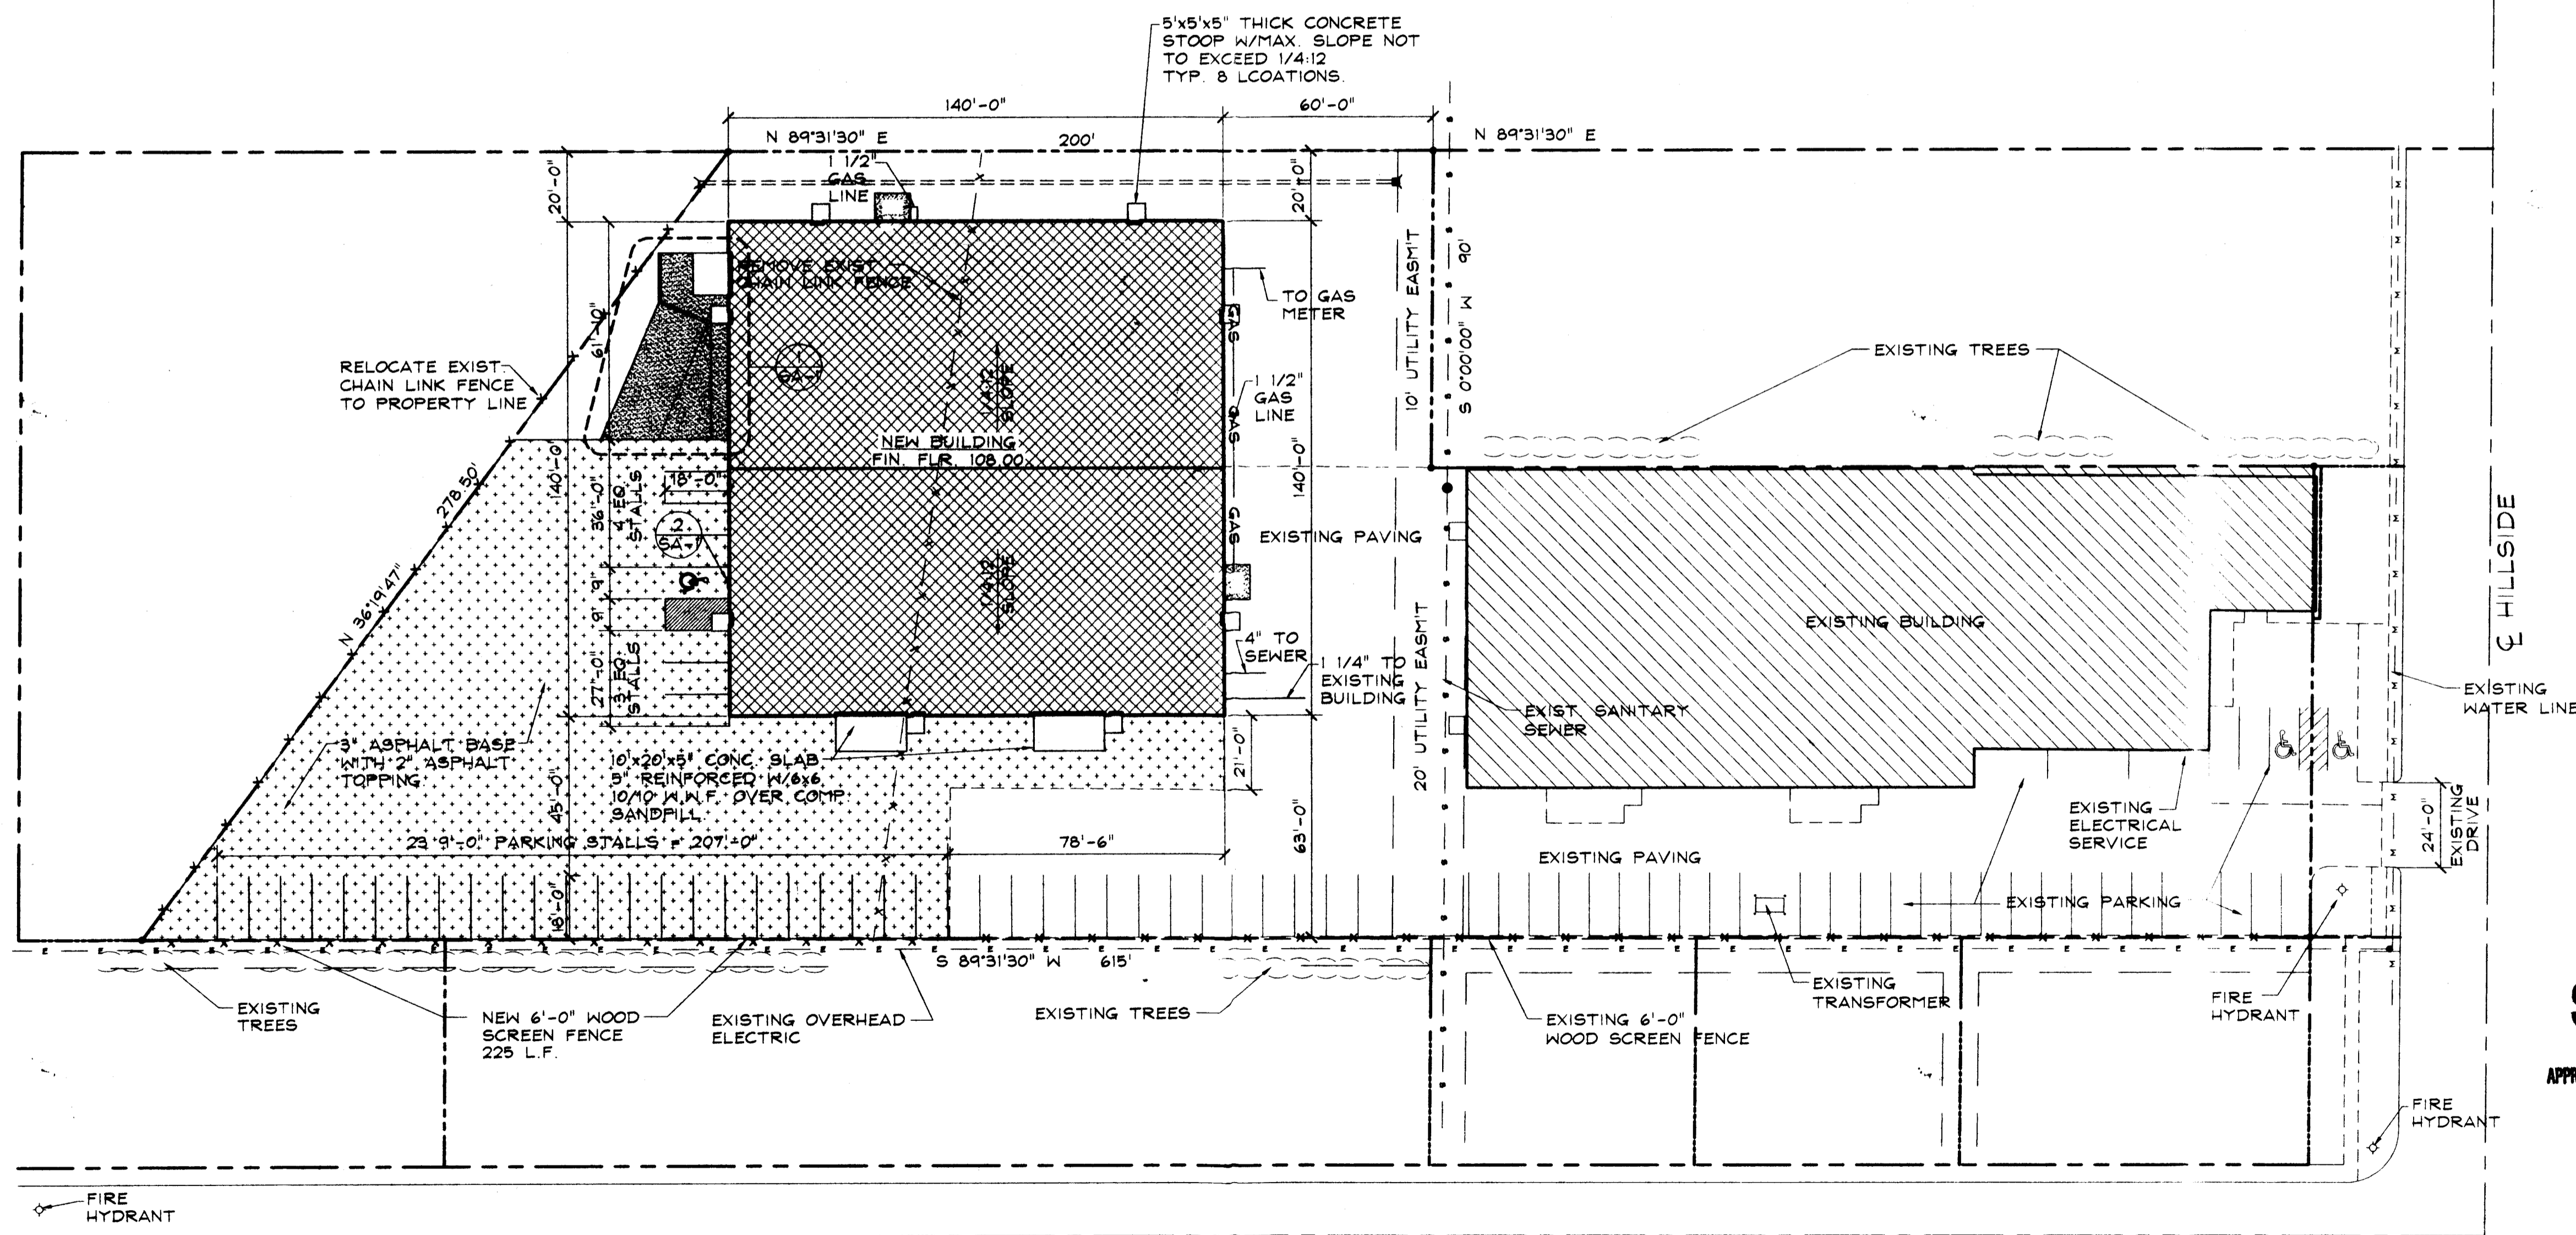 5'x5'x5" THICK CONCRETE
STOOP W/MAX. SLOPE NOT
TO EXCEED 1/4:12
TYP. 8 LCOATIONS.
140'-0"
60'-0"
N 89°31'30" E
200'
N 89°31'30" E
20'-0"
1 1/2"
GAS
LINE
20'-0"
REMOVE EXIST.
CHAIN LINK FENCE
TO GAS
METER
GAS
10' UTILITY EASM'T
S 0°00'00" W
90'
61'-10"
1
SA-1
RELOCATE EXIST.
CHAIN LINK FENCE
TO PROPERTY LINE
EXISTING TREES
1/4:12
SLOPE
GAS
1 1/2"
GAS
LINE
NEW BUILDING
FIN. FLR. 108.00
278.50'
N 36°19'47"
140'-0"
36'-0"
4 EQ.
STALLS
18'-0"
2
SA-1
140'-0"
GAS
EXISTING PAVING
1/4:12
SLOPE
9'
9'
27'-0"
3 EQ.
STALLS
EXISTING BUILDING
℄ HILLSIDE
4" TO
SEWER
1 1/4" TO
EXISTING
BUILDING
20' UTILITY EASM'T
EXIST SANITARY
SEWER
EXISTING
WATER LINE
3" ASPHALT BASE
WITH 2" ASPHALT
TOPPING
10'x20'x5" CONC. SLAB
5" REINFORCED W/6x6
10/10 W.W.F. OVER COMP.
SANDFILL
21'-0"
45'-0"
63'-0"
EXISTING
ELECTRICAL
SERVICE
24'-0"
EXISTING
DRIVE
23 9'-0" PARKING STALLS = 207'-0"
78'-6"
EXISTING PAVING
18'-0"
EXISTING PARKING
S 89°31'30" W
615'
EXISTING
TREES
NEW 6'-0" WOOD
SCREEN FENCE
225 L.F.
EXISTING OVERHEAD
ELECTRIC
EXISTING TREES
EXISTING 6'-0"
WOOD SCREEN FENCE
EXISTING
TRANSFORMER
FIRE
HYDRANT
FIRE
HYDRANT
FIRE
HYDRANT